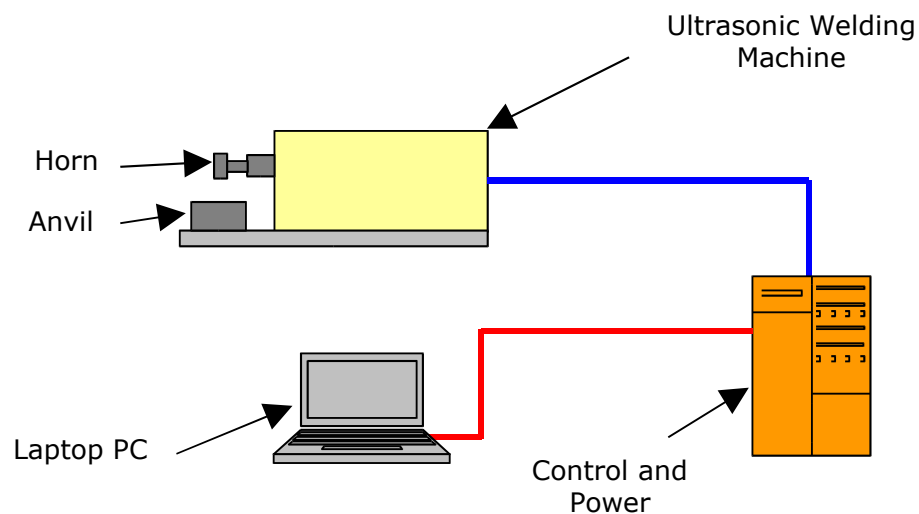 Ultrasonic Welding
Machine
Horn
Anvil
Laptop PC
Control and
Power